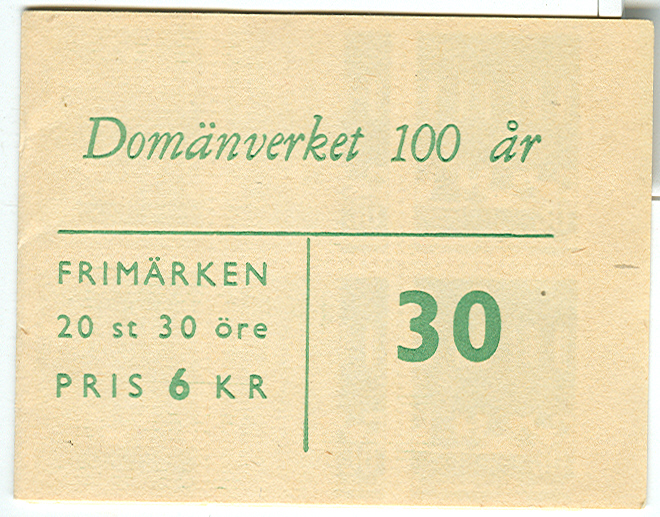 Domänverket 100 år
FRIMÄRKEN
20 st 30 öre
PRIS 6 KR
30